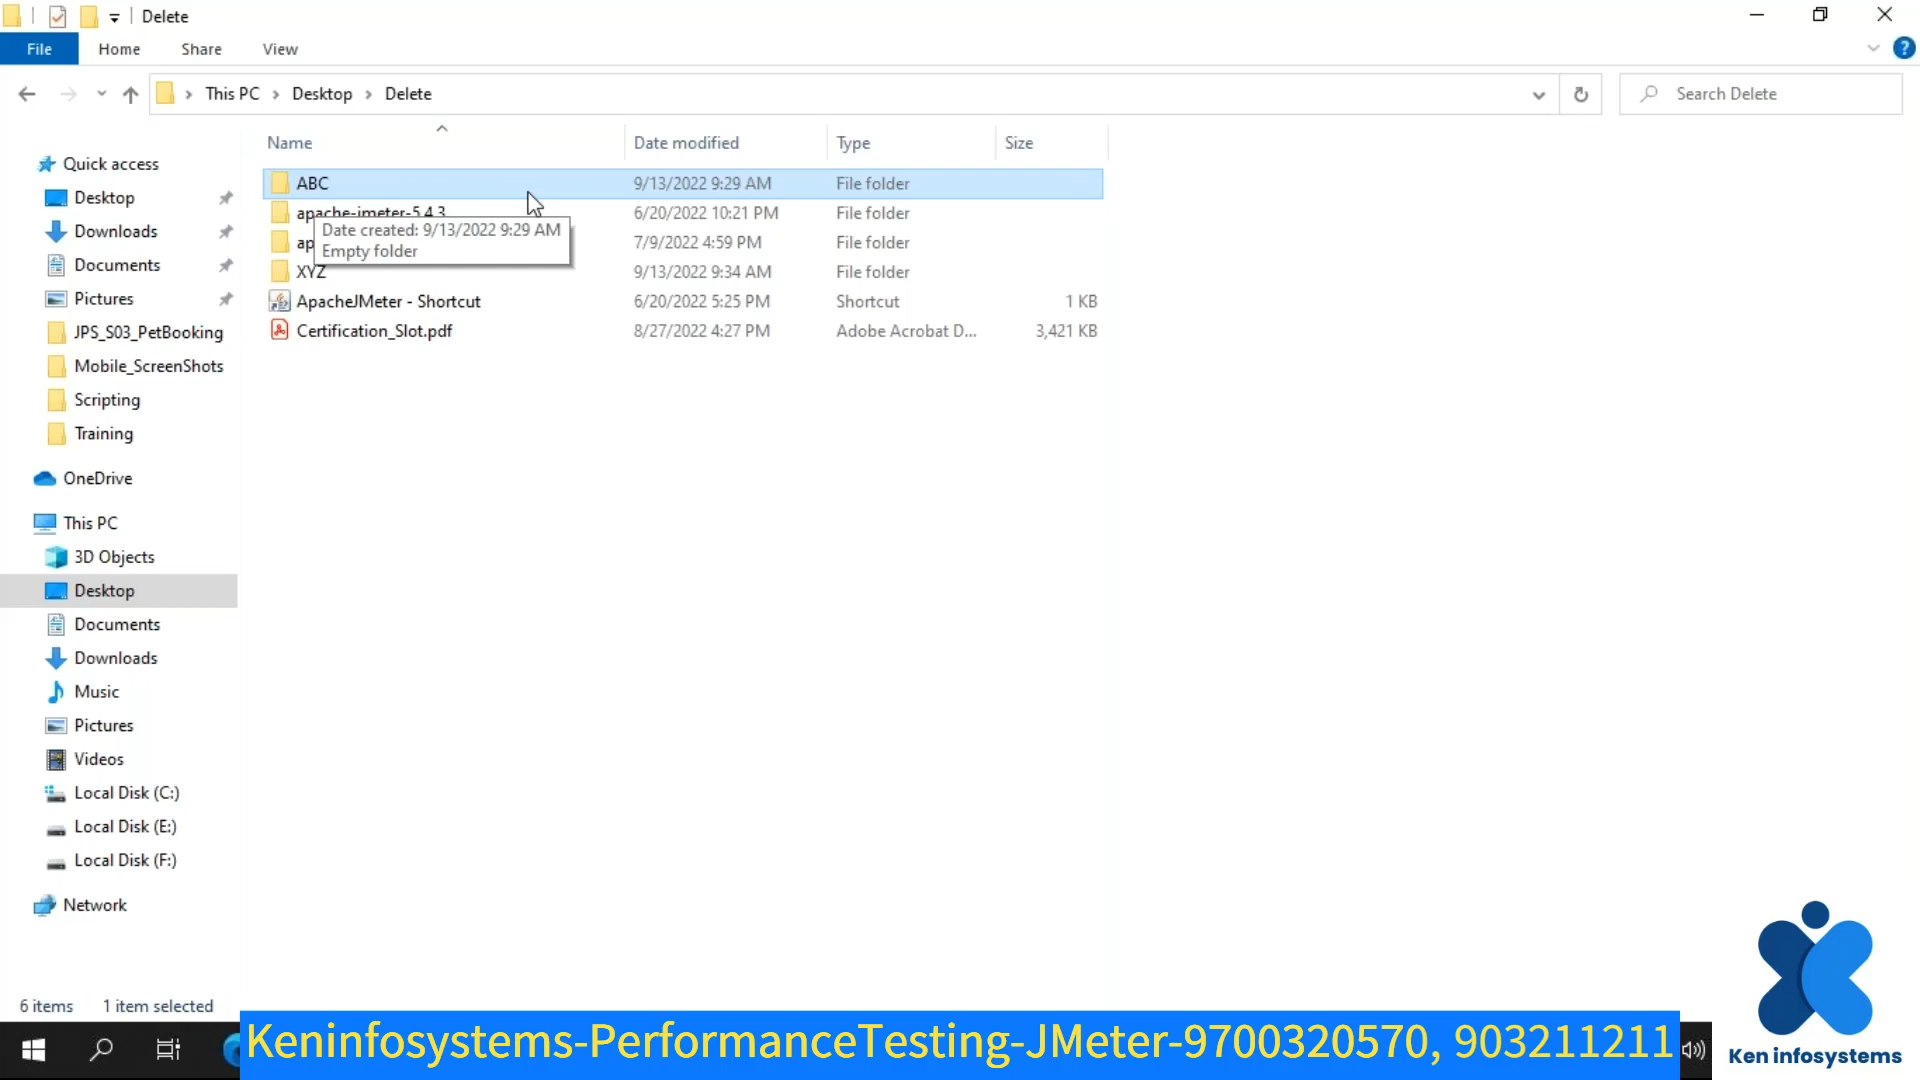 Delete
File Home Share View
This PC Desktop Delete
Search Delete
Name Date modified Type Size
Quick access
Desktop
Downloads
Documents
Pictures
JPS_S03_PetBooking
Mobile_ScreenShots
Scripting
Training
OneDrive
This PC
3D Objects
Desktop
Documents
Downloads
Music
Pictures
Videos
Local Disk (C:)
Local Disk (E:)
Local Disk (F:)
Network
ABC 9/13/2022 9:29 AM File folder
apache-jmeter-5.4.3 6/20/2022 10:21 PM File folder
ap 7/9/2022 4:59 PM File folder
Date created: 9/13/2022 9:29 AM
Empty folder
XYZ 9/13/2022 9:34 AM File folder
ApacheJMeter - Shortcut 6/20/2022 5:25 PM Shortcut 1 KB
Certification_Slot.pdf 8/27/2022 4:27 PM Adobe Acrobat D... 3,421 KB
6 items 1 item selected
Keninfosystems-PerformanceTesting-JMeter-9700320570, 903211211
Ken infosystems